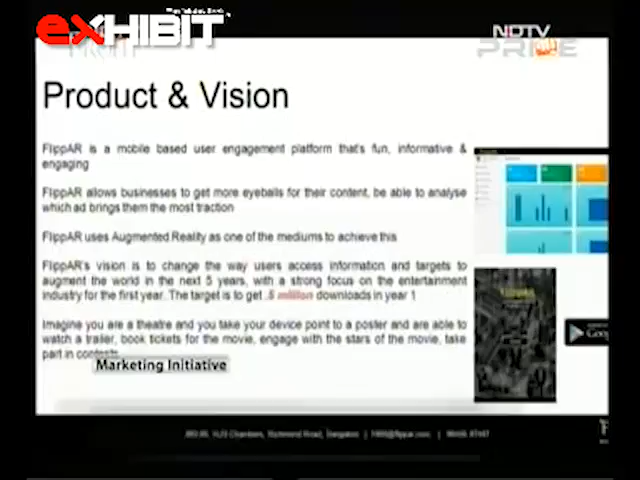 exHIBIT
NDTV
PRIME
Product & Vision
FlippAR is a mobile based user engagement platform that's fun, informative &
engaging
FlippAR allows businesses to get more eyeballs for their content, be able to analyse
which ad brings them the most traction
FlippAR uses Augmented Reality as one of the mediums to achieve this
FlippAR's vision is to change the way users access information and targets to
augment the world in the next 5 years, with a strong focus on the entertainment
industry for the first year. The target is to get .5 million downloads in year 1
Imagine you are a theatre and you take your device point to a poster and are able to
watch a trailer, book tickets for the movie, engage with the stars of the movie, take
part in contests
Marketing Initiative
Chambers, Richmond Road, Bangalore